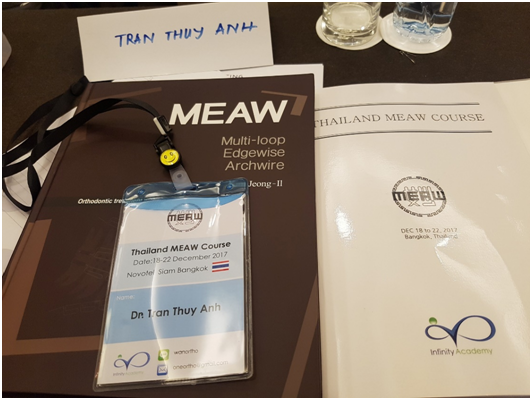 TRAN THUY ANH
MEAW
Multi-loop
Edgewise
Archwire
Jeong-Il
THAILAND MEAW COURSE
MEAW
DEC 18 to 22, 2017
Bangkok, Thailand
Infinity Academy
MEAW
Thailand MEAW Course
Date:18-22 December 2017
Novotel Siam Bangkok
Dr. Tran Thuy Anh